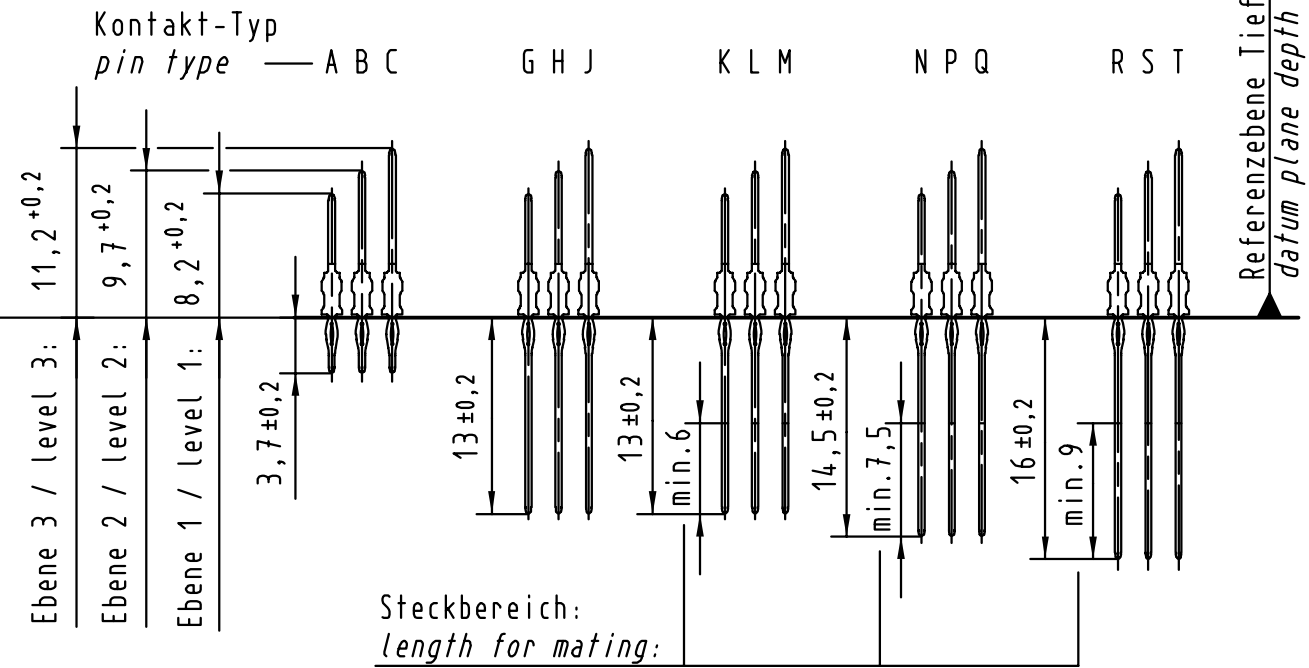 Kontakt-Typ
pin type
A B C
G H J
K L M
N P Q
R S T
Referenzebene Tief
datum plane depth
11,2+0,2
9,7+0,2
8,2+0,2
Ebene 3 / level 3:
Ebene 2 / level 2:
Ebene 1 / level 1:
3,7±0,2
13±0,2
13±0,2
min.6
14,5±0,2
min.7,5
16±0,2
min.9
Steckbereich:
length for mating: